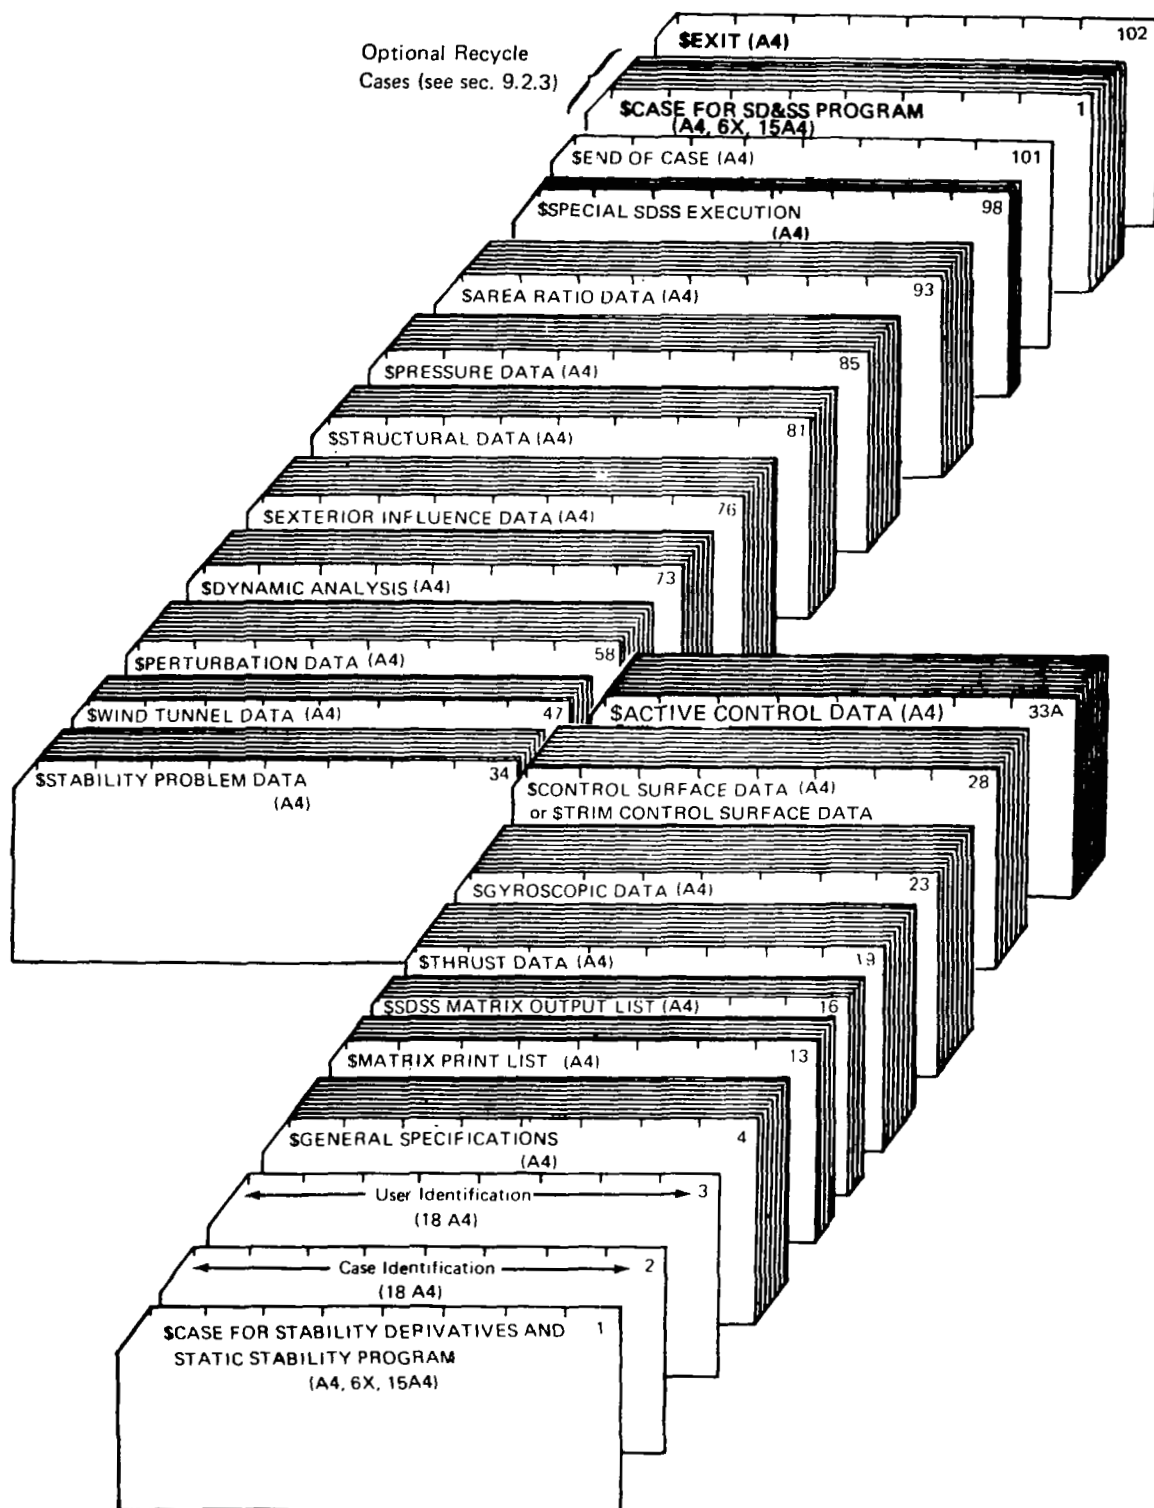 $EXIT (A4) 102
Optional Recycle
Cases (see sec. 9.2.3)
$CASE FOR SD&SS PROGRAM 1
(A4, 6X, 15A4)
$END OF CASE (A4) 101
$SPECIAL SDSS EXECUTION 98
(A4)
$AREA RATIO DATA (A4) 93
$PRESSURE DATA (A4) 85
$STRUCTURAL DATA (A4) 81
$EXTERIOR INFLUENCE DATA (A4) 76
$DYNAMIC ANALYSIS (A4) 73
$PERTURBATION DATA (A4) 58
$WIND TUNNEL DATA (A4) 47
$STABILITY PROBLEM DATA 34
(A4)
$ACTIVE CONTROL DATA (A4) 33A
$CONTROL SURFACE DATA (A4) 28
or $TRIM CONTROL SURFACE DATA
$GYROSCOPIC DATA (A4) 23
$THRUST DATA (A4) 19
$SDSS MATRIX OUTPUT LIST (A4) 16
$MATRIX PRINT LIST (A4) 13
$GENERAL SPECIFICATIONS 4
(A4)
User Identification 3
(18 A4)
Case Identification 2
(18 A4)
$CASE FOR STABILITY DERIVATIVES AND 1
STATIC STABILITY PROGRAM
(A4, 6X, 15A4)